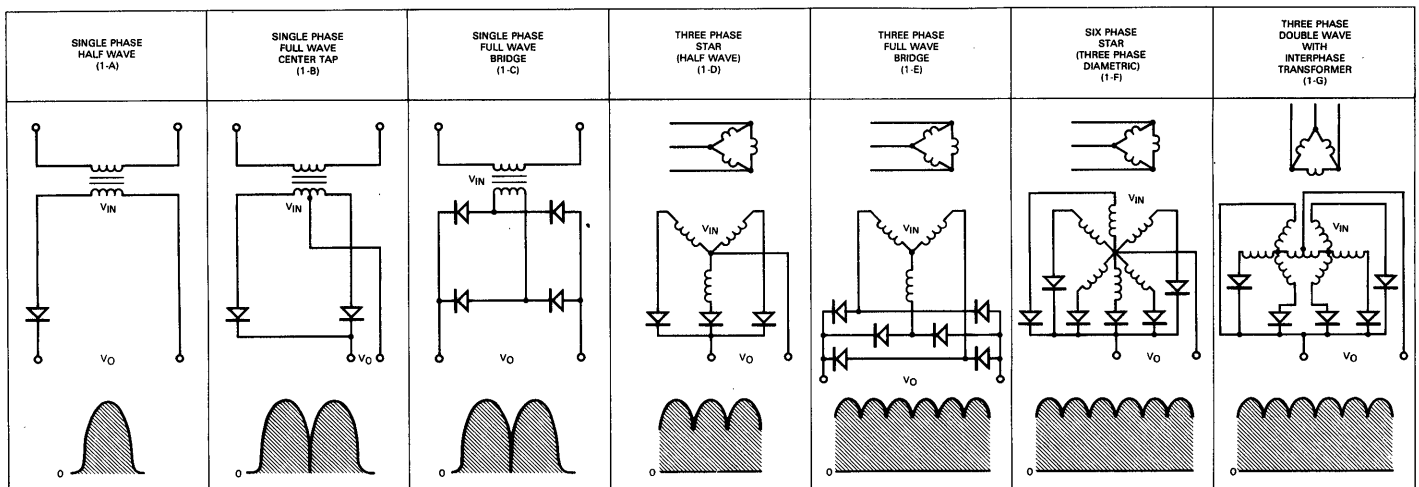 SINGLE PHASE
HALF WAVE
(1-A)
SINGLE PHASE
FULL WAVE
CENTER TAP
(1-B)
SINGLE PHASE
FULL WAVE
BRIDGE
(1-C)
THREE PHASE
STAR
(HALF WAVE)
(1-D)
THREE PHASE
FULL WAVE
BRIDGE
(1-E)
SIX PHASE
STAR
(THREE PHASE
DIAMETRIC)
(1-F)
THREE PHASE
DOUBLE WAVE
WITH
INTERPHASE
TRANSFORMER
(1-G)
VIN
VO
0
VIN
VO
0
VIN
VO
0
VIN
VO
0
VIN
VO
0
VIN
VO
0
VIN
VO
0